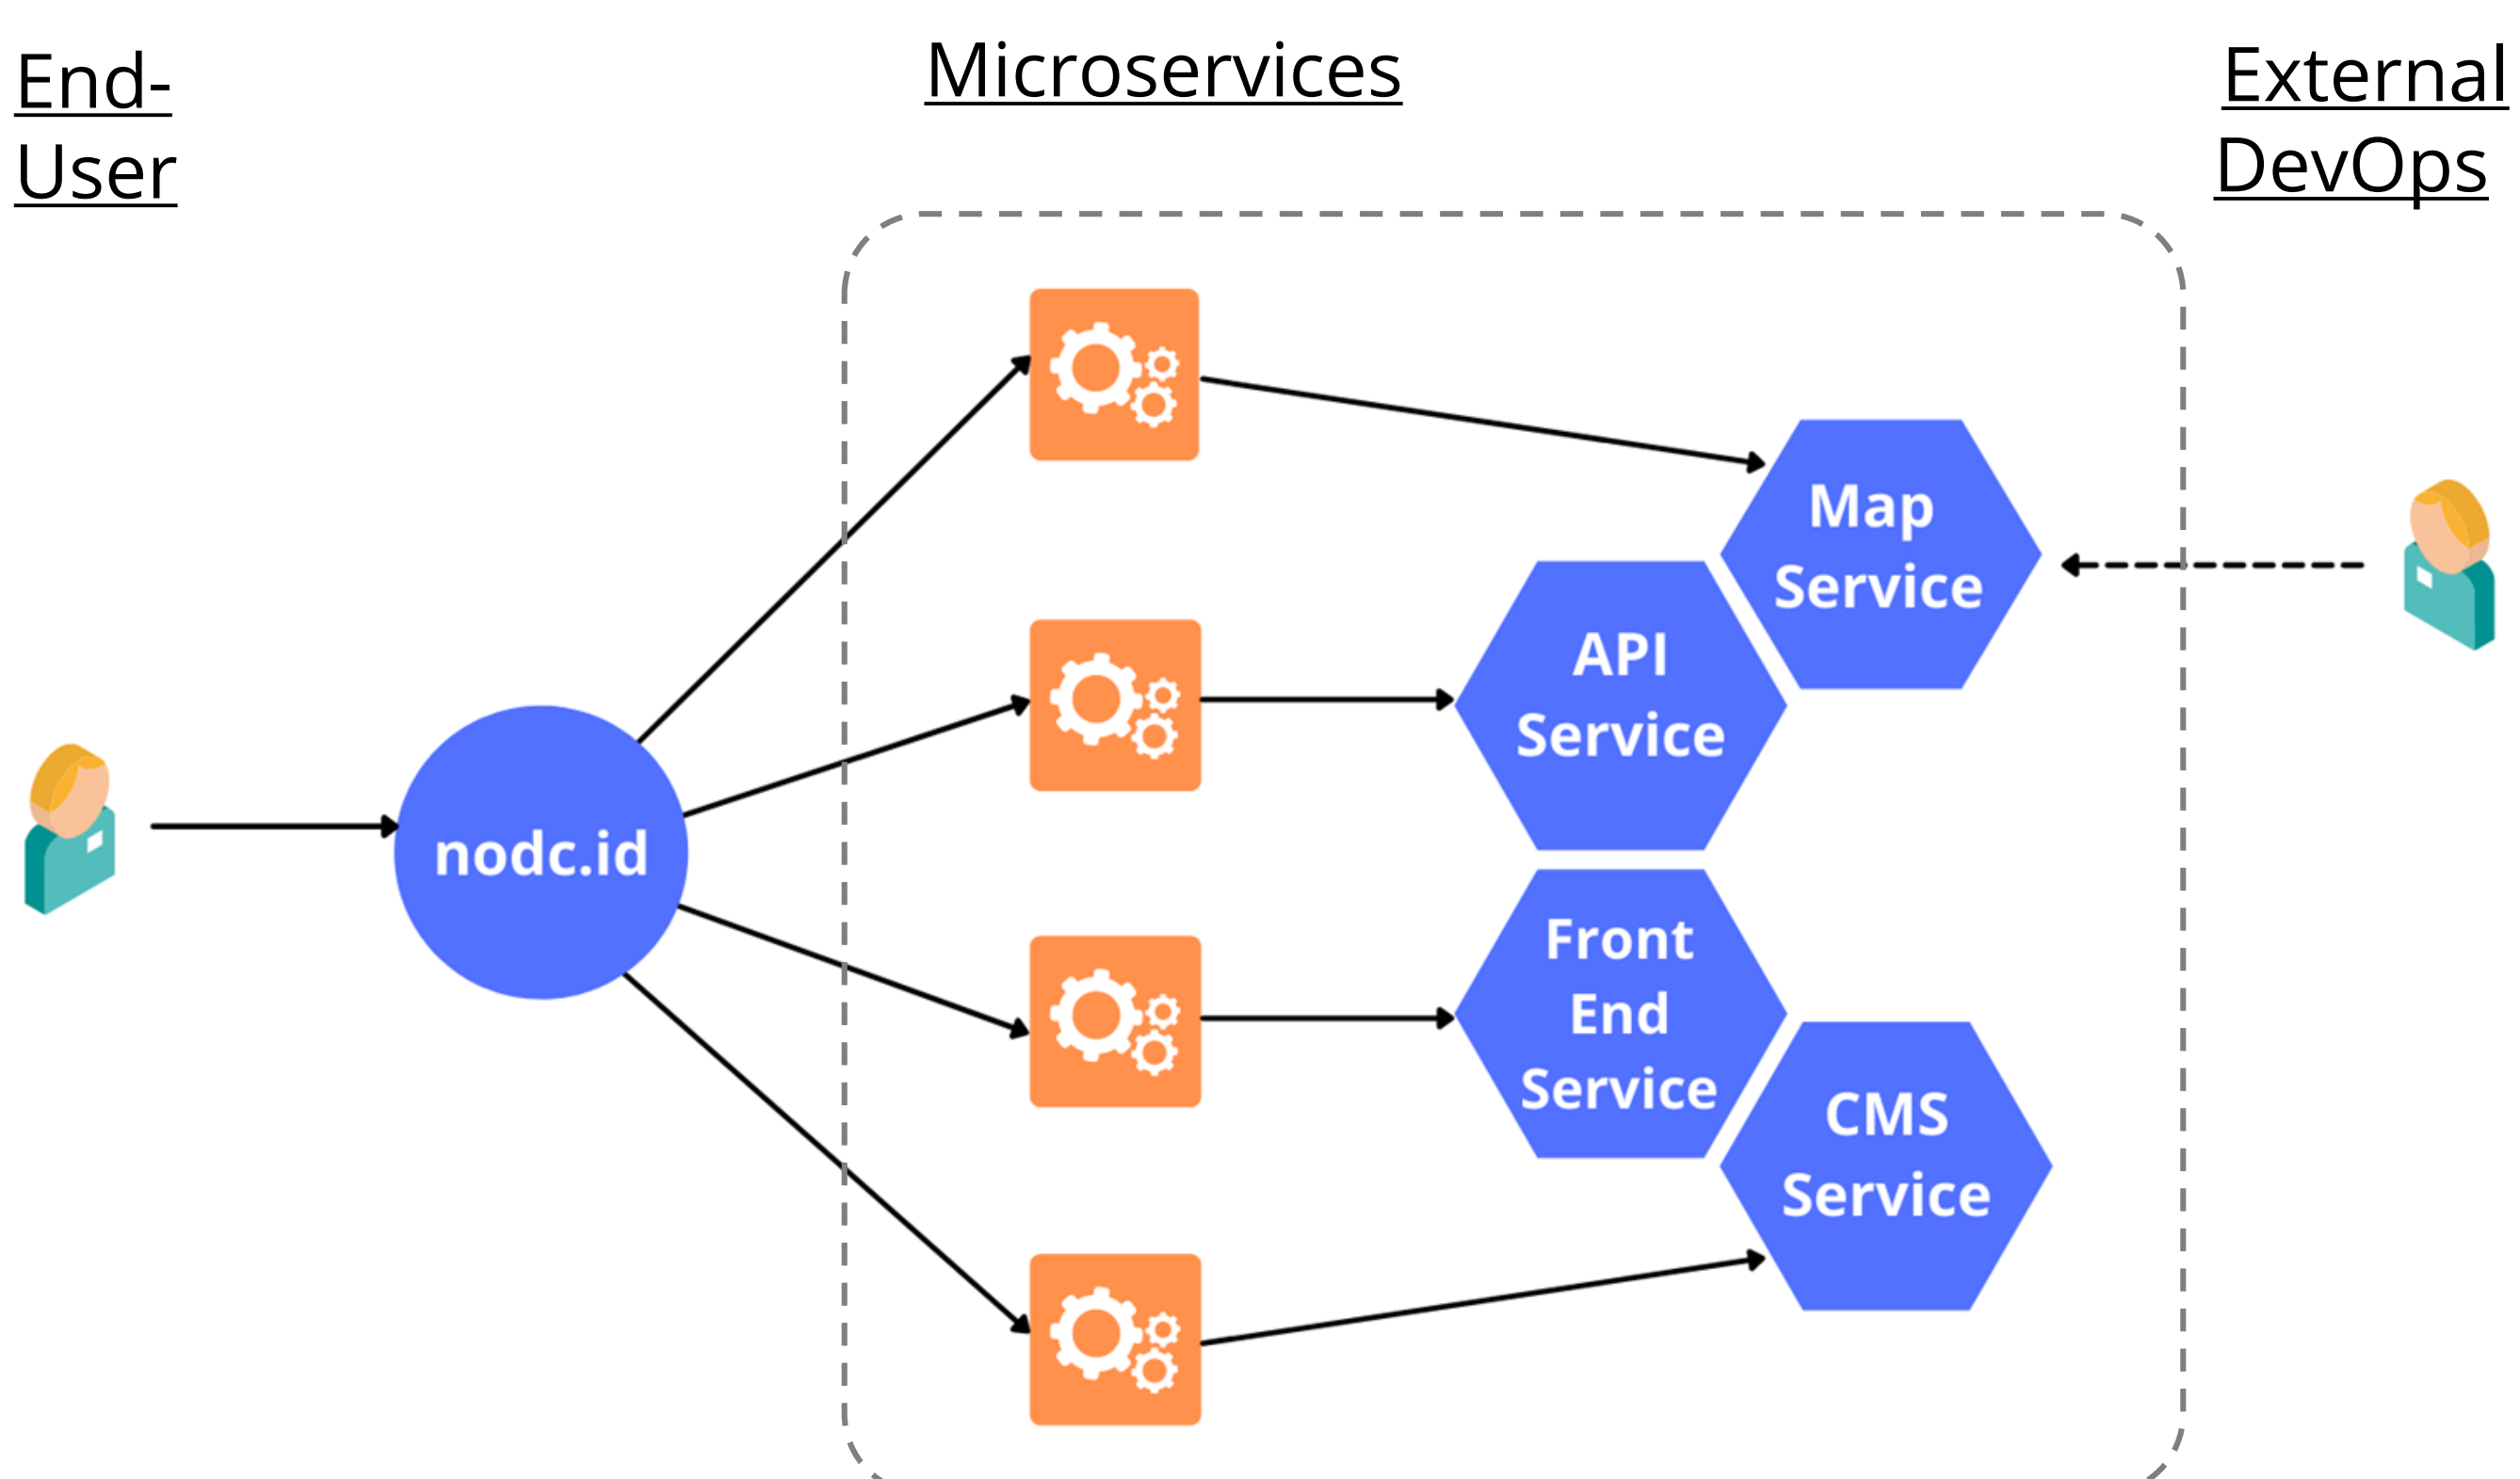 End-
User
Microservices
External
DevOps
nodc.id
Map
Service
API
Service
Front
End
Service
CMS
Service